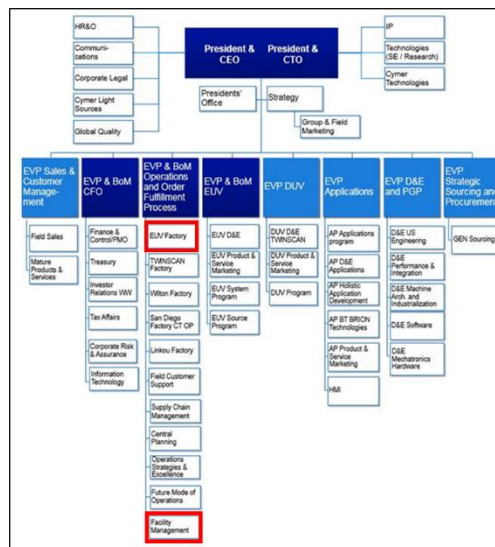 HR&O
Communi-
cations
Corporate Legal
Cymer Light
Sources
Global Quality
President &
CEO
President &
CTO
IP
Technologies
(SE / Research)
Cymer
Technologies
Presidents'
Office
Strategy
Group & Field
Marketing
EVP Sales &
Customer
Manage-
ment
Field Sales
Mature
Products &
Services
EVP & BoM
CFO
Finance &
Control/PMO
Treasury
Investor
Relations WW
Tax Affairs
Corporate Risk
& Assurance
Information
Technology
EVP & BoM
Operations
and Order
Fulfillment
Process
EUV Factory
TWINSCAN
Factory
Wilton Factory
San Diego
Factory CT OP
Linkou Factory
Field Customer
Support
Supply Chain
Management
Central
Planning
Operations
Strategies &
Excellence
Future Mode of
Operations
Facility
Management
EVP & BoM
EUV
EUV D&E
EUV Product &
Service
Marketing
EUV System
Program
EUV Source
Program
EVP DUV
DUV D&E
TWINSCAN
DUV Product &
Service
Marketing
DUV Program
EVP
Applications
AP Applications
program
AP D&E
Applications
AP Holistic
Application
Development
AP BT BRION
Technologies
AP Product &
Service
Marketing
HMI
EVP D&E
and PGP
D&E US
Engineering
D&E
Performance &
Integration
D&E Machine
Arch. and
Industrialization
D&E Software
D&E
Mechatronics
Hardware
EVP
Strategic
Sourcing and
Procurement
GEN Sourcing